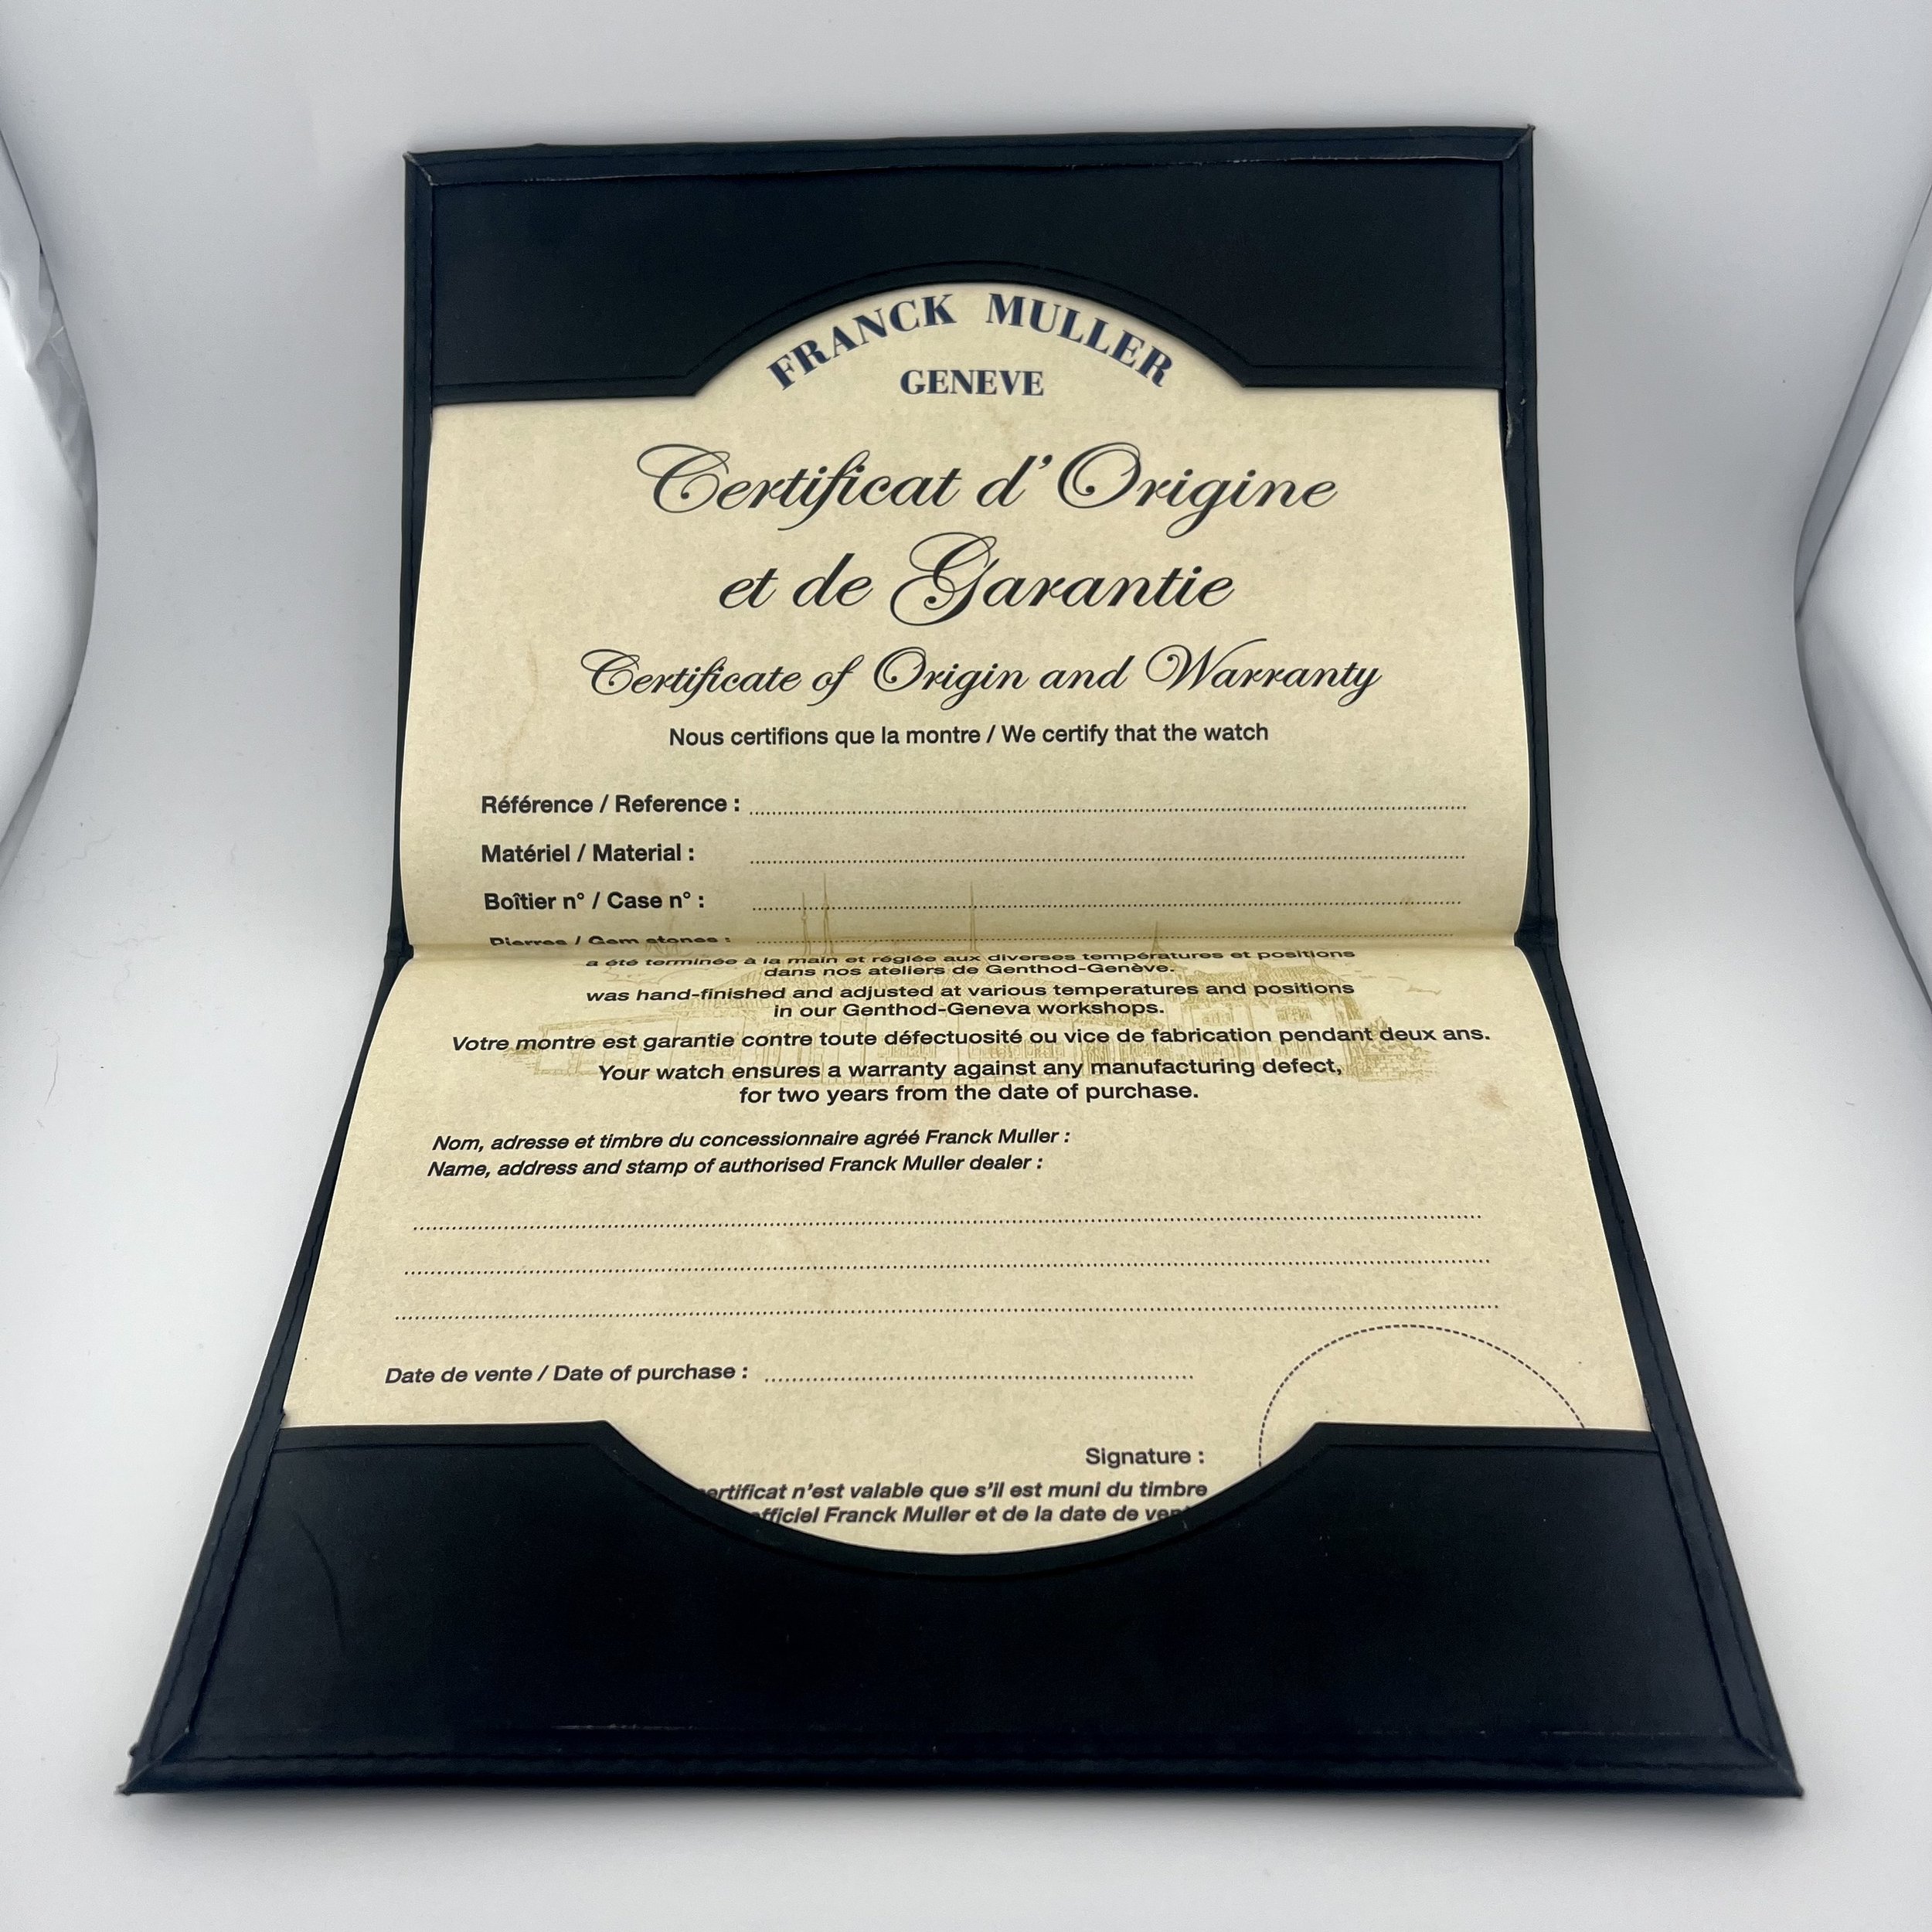 FRANCK MULLER
GENEVE
Certificat d'Origine
et de Garantie
Certificate of Origin and Warranty
Nous certifions que la montre / We certify that the watch
Référence / Reference :
Matériel / Material :
Boîtier n° / Case n° :
Pierres / Gem stones :
a été terminée à la main et réglée aux diverses températures et positions
dans nos ateliers de Genthod-Genève.
was hand-finished and adjusted at various temperatures and positions
in our Genthod-Geneva workshops.
Votre montre est garantie contre toute défectuosité ou vice de fabrication pendant deux ans.
Your watch ensures a warranty against any manufacturing defect,
for two years from the date of purchase.
Nom, adresse et timbre du concessionnaire agréé Franck Muller :
Name, address and stamp of authorised Franck Muller dealer :
Date de vente / Date of purchase :
Signature :
n'est valable que s'il est muni du timbre
Franck Muller et de la date de